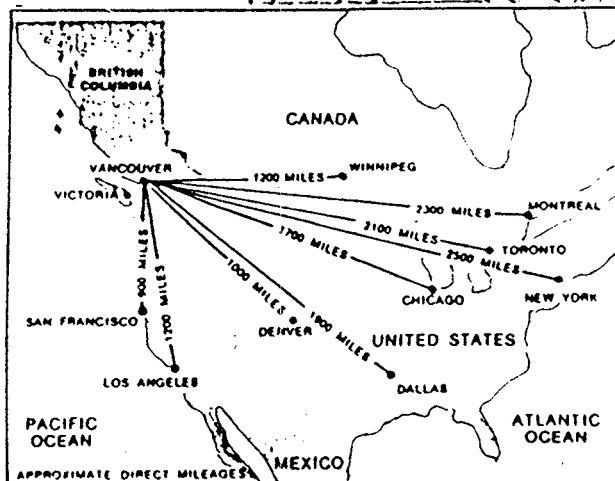 BRITISH
COLUMBIA
CANADA
VANCOUVER
1200 MILES
WINNIPEG
VICTORIA
2300 MILES
MONTREAL
2100 MILES
TORONTO
1700 MILES
2500 MILES
900 MILES
1000 MILES
CHICAGO
NEW YORK
SAN FRANCISCO
1200 MILES
DENVER
1900 MILES
UNITED STATES
LOS ANGELES
DALLAS
PACIFIC
OCEAN
ATLANTIC
OCEAN
MEXICO
APPROXIMATE DIRECT MILEAGES